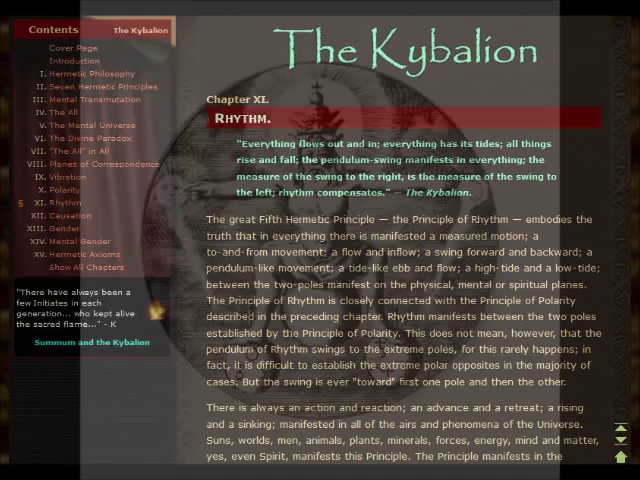 Contents The Kybalion
Cover Page
Introduction
I. Hermetic Philosophy
II. Seven Hermetic Principles
III. Mental Transmutation
IV. The All
V. The Mental Universe
VI. The Divine Paradox
VII. "The All" in All
VIII. Planes of Correspondence
IX. Vibration
X. Polarity
§ XI. Rhythm
XII. Causation
XIII. Gender
XIV. Mental Gender
XV. Hermetic Axioms
Show All Chapters
"There have always been a
few Initiates in each
generation... who kept alive
the sacred flame..." - K
Summum and the Kybalion
The Kybalion
Chapter XI.
RHYTHM.
"Everything flows out and in; everything has its tides; all things
rise and fall; the pendulum-swing manifests in everything; the
measure of the swing to the right, is the measure of the swing to
the left; rhythm compensates." — The Kybalion.
The great Fifth Hermetic Principle — the Principle of Rhythm — embodies the
truth that in everything there is manifested a measured motion; a
to-and-from movement; a flow and inflow; a swing forward and backward; a
pendulum-like movement; a tide-like ebb and flow; a high-tide and a low-tide;
between the two-poles manifest on the physical, mental or spiritual planes.
The Principle of Rhythm is closely connected with the Principle of Polarity
described in the preceding chapter. Rhythm manifests between the two poles
established by the Principle of Polarity. This does not mean, however, that the
pendulum of Rhythm swings to the extreme poles, for this rarely happens; in
fact, it is difficult to establish the extreme polar opposites in the majority of
cases. But the swing is ever "toward" first one pole and then the other.
There is always an action and reaction; an advance and a retreat; a rising
and a sinking; manifested in all of the airs and phenomena of the Universe.
Suns, worlds, men, animals, plants, minerals, forces, energy, mind and matter,
yes, even Spirit, manifests this Principle. The Principle manifests in the